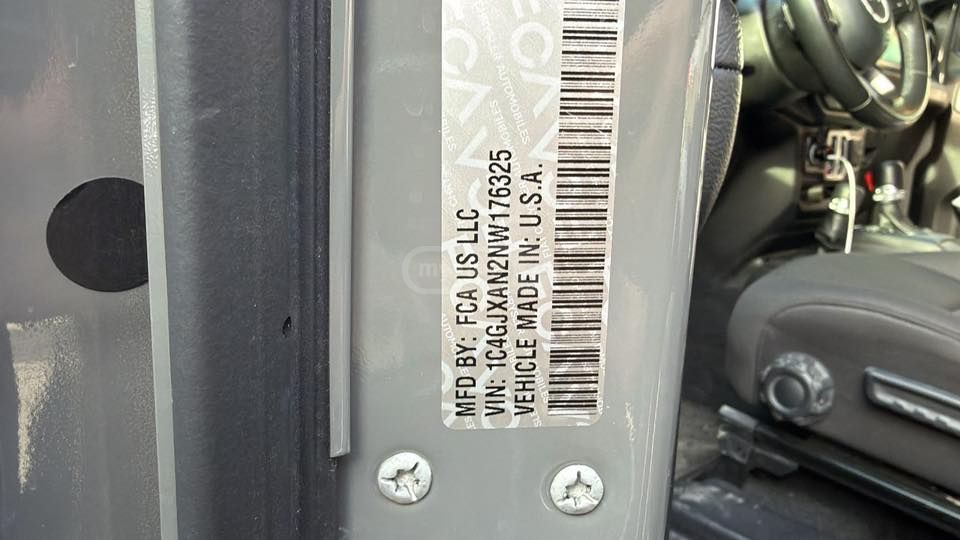 MFD BY: FCA US LLC
VIN: 1C4GJXAN2NW176325
VEHICLE MADE IN: U.S.A.